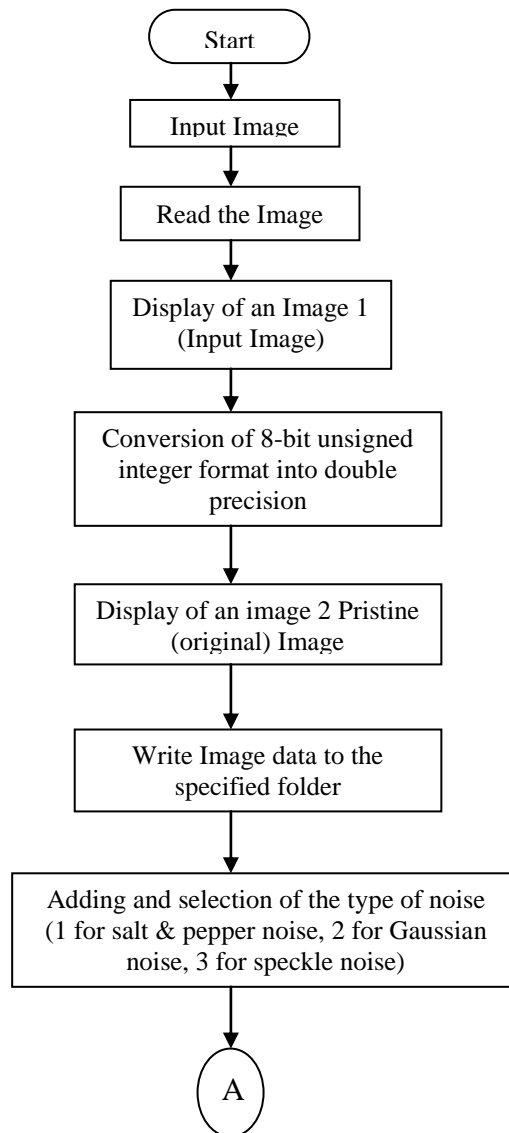 Start
Input Image
Read the Image
Display of an Image 1
(Input Image)
Conversion of 8-bit unsigned
integer format into double
precision
Display of an image 2 Pristine
(original) Image
Write Image data to the
specified folder
Adding and selection of the type of noise
(1 for salt & pepper noise, 2 for Gaussian
noise, 3 for speckle noise)
A